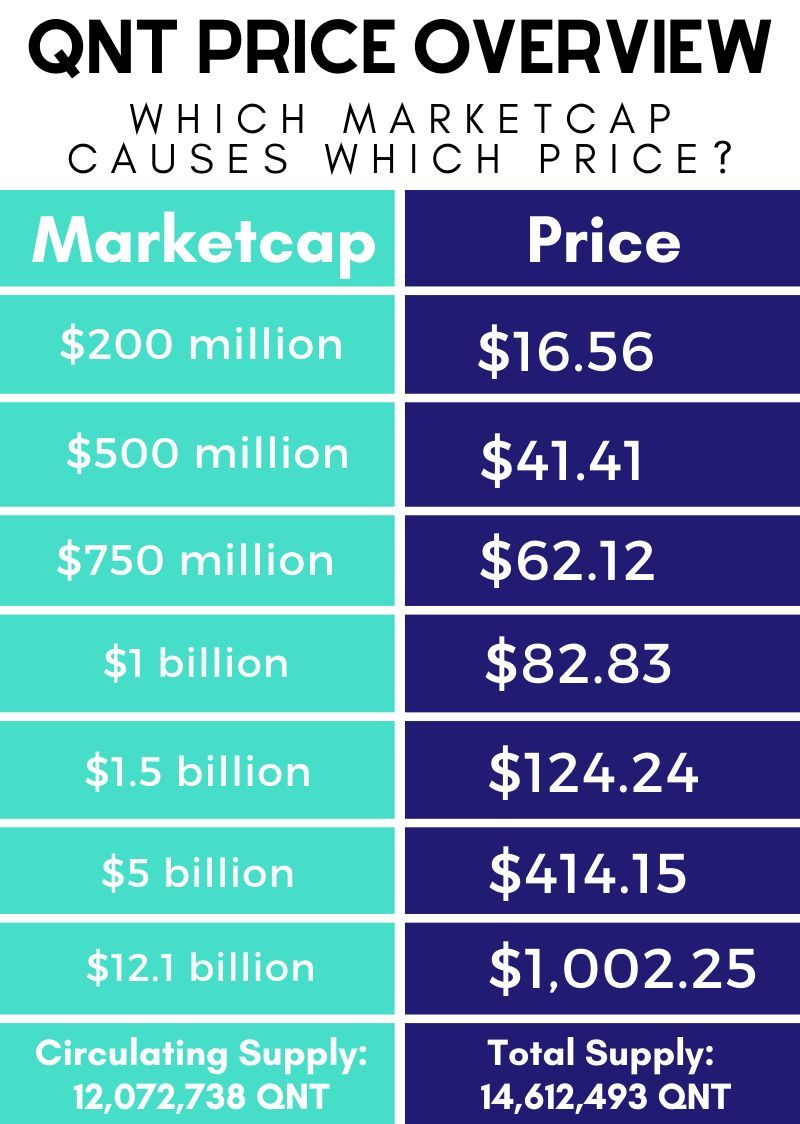 QNT PRICE OVERVIEW
WHICH MARKETCAP
CAUSES WHICH PRICE?
Marketcap Price
$200 million $16.56
$500 million $41.41
$750 million $62.12
$1 billion $82.83
$1.5 billion $124.24
$5 billion $414.15
$12.1 billion $1,002.25
Circulating Supply: Total Supply:
12,072,738 QNT 14,612,493 QNT